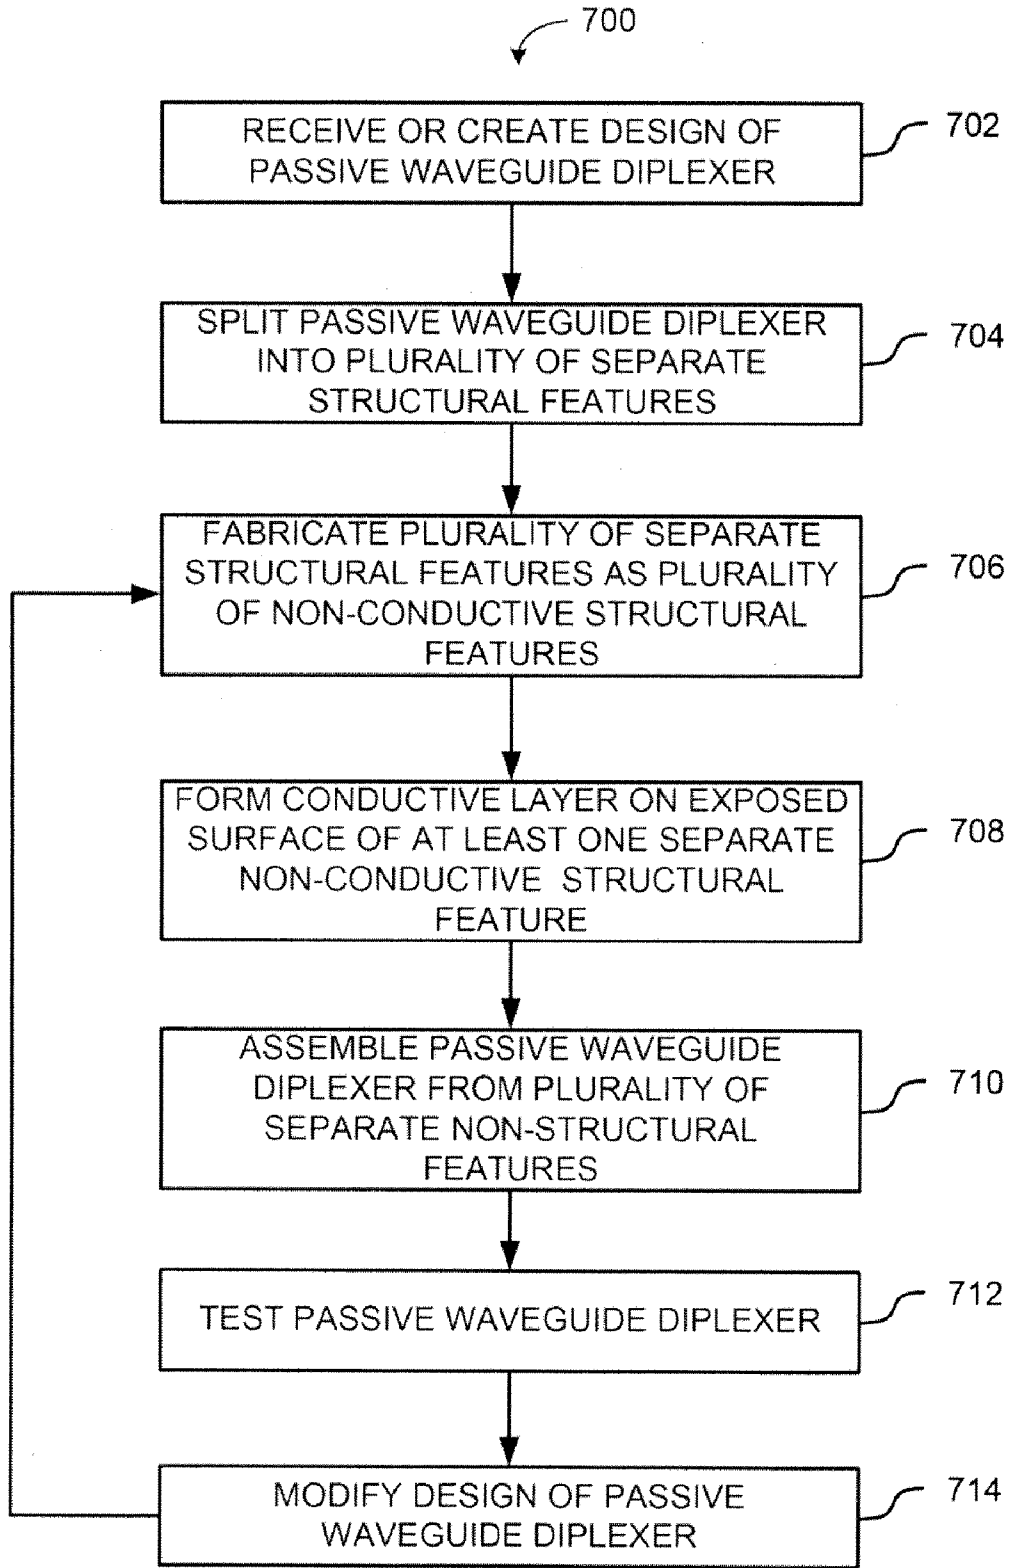 700
RECEIVE OR CREATE DESIGN OF
PASSIVE WAVEGUIDE DIPLEXER
702
SPLIT PASSIVE WAVEGUIDE DIPLEXER
INTO PLURALITY OF SEPARATE
STRUCTURAL FEATURES
704
FABRICATE PLURALITY OF SEPARATE
STRUCTURAL FEATURES AS PLURALITY
OF NON-CONDUCTIVE STRUCTURAL
FEATURES
706
FORM CONDUCTIVE LAYER ON EXPOSED
SURFACE OF AT LEAST ONE SEPARATE
NON-CONDUCTIVE STRUCTURAL
FEATURE
708
ASSEMBLE PASSIVE WAVEGUIDE
DIPLEXER FROM PLURALITY OF
SEPARATE NON-STRUCTURAL
FEATURES
710
TEST PASSIVE WAVEGUIDE DIPLEXER
712
MODIFY DESIGN OF PASSIVE
WAVEGUIDE DIPLEXER
714